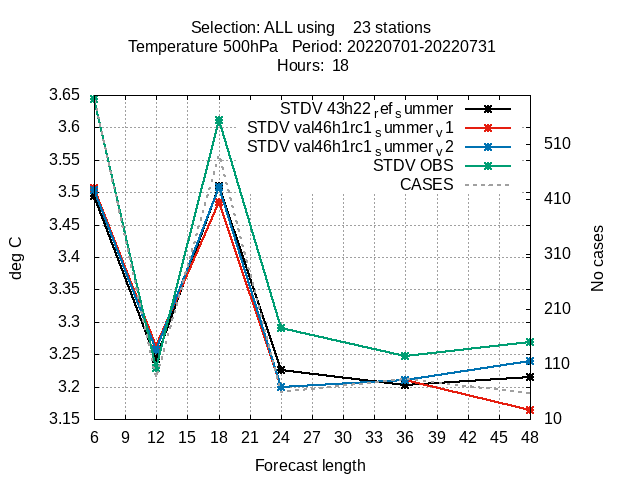 Selection: ALL using 23 stations
Temperature 500hPa Period: 20220701-20220731
Hours: 18
STDV 43h22refsummer
STDV val46h1rc1summerv1
STDV val46h1rc1summerv2
STDV OBS
CASES
deg C
3.65
3.6
3.55
3.5
3.45
3.4
3.35
3.3
3.25
3.2
3.15
510
410
310
210
110
10
No cases
6 9 12 15 18 21 24 27 30 33 36 39 42 45 48
Forecast length